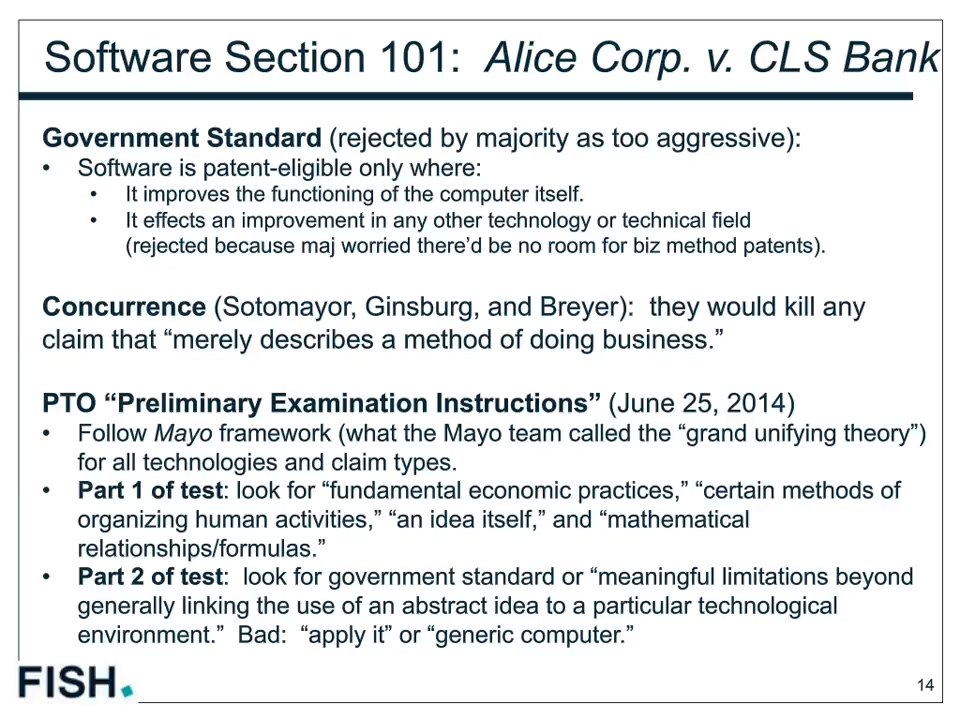 Software Section 101:  Alice Corp. v. CLS Bank
Government Standard (rejected by majority as too aggressive):
• Software is patent-eligible only where:
• It improves the functioning of the computer itself.
• It effects an improvement in any other technology or technical field
(rejected because maj worried there’d be no room for biz method patents).
Concurrence (Sotomayor, Ginsburg, and Breyer):  they would kill any
claim that “merely describes a method of doing business.”
PTO “Preliminary Examination Instructions” (June 25, 2014)
• Follow Mayo framework (what the Mayo team called the “grand unifying theory”)
for all technologies and claim types.
• Part 1 of test: look for “fundamental economic practices,” “certain methods of
organizing human activities,” “an idea itself,” and “mathematical
relationships/formulas.”
• Part 2 of test:  look for government standard or “meaningful limitations beyond
generally linking the use of an abstract idea to a particular technological
environment.”  Bad:  “apply it” or “generic computer.”
FISH.
14